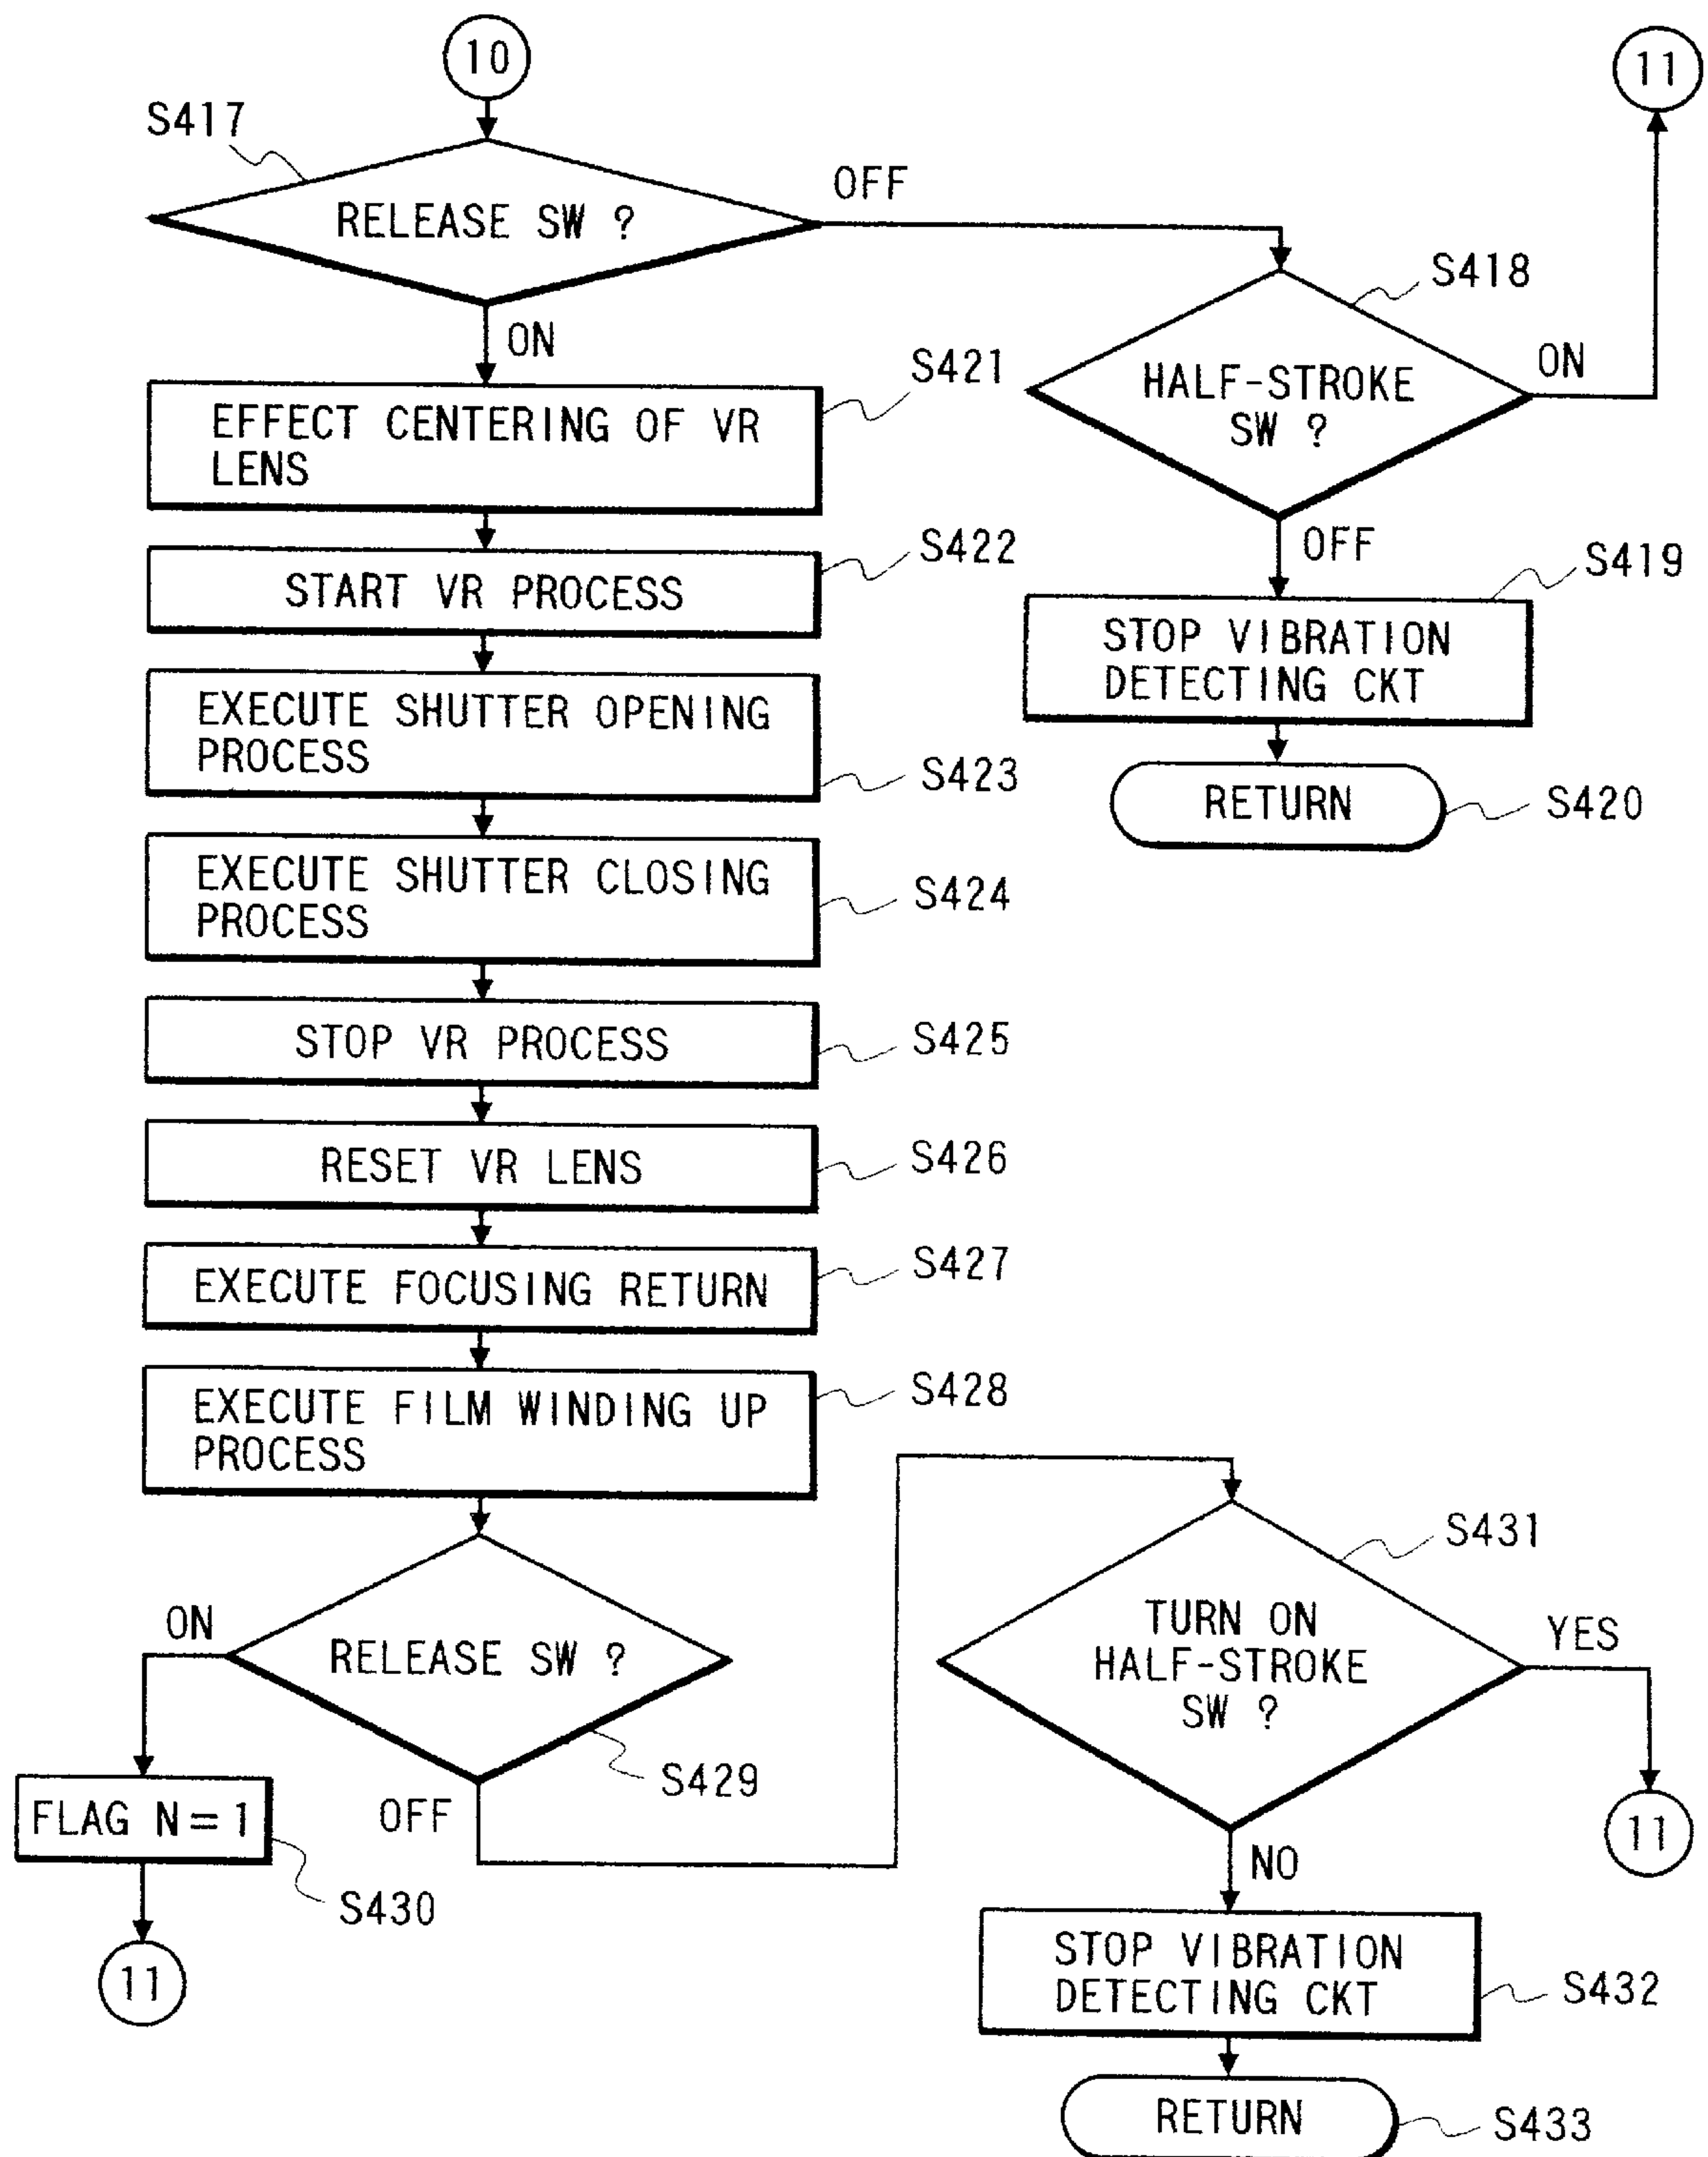 10
11
S417
RELEASE SW ?
OFF
S418
HALF-STROKE
SW ?
ON
ON
S421
EFFECT CENTERING OF VR
LENS
OFF
S419
STOP VIBRATION
DETECTING CKT
S422
START VR PROCESS
EXECUTE SHUTTER OPENING
PROCESS
S423
RETURN
S420
EXECUTE SHUTTER CLOSING
PROCESS
S424
STOP VR PROCESS
S425
RESET VR LENS
S426
EXECUTE FOCUSING RETURN
S427
EXECUTE FILM WINDING UP
PROCESS
S428
RELEASE SW ?
ON
S429
OFF
FLAG N=1
S430
11
S431
TURN ON
HALF-STROKE
SW ?
YES
11
NO
STOP VIBRATION
DETECTING CKT
S432
RETURN
S433